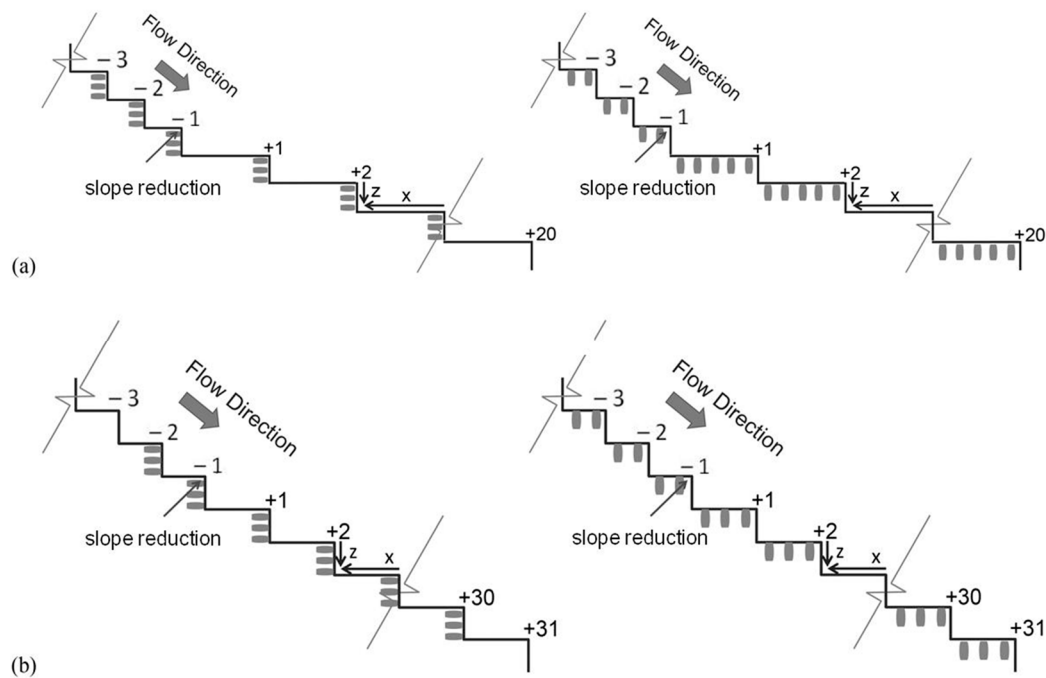 – 3
Flow Direction
– 2
– 1
+1
slope reduction
+2
z
x
+20
– 3
Flow Direction
– 2
– 1
+1
slope reduction
+2
z
x
+20
(a)
– 3
Flow Direction
– 2
– 1
+1
slope reduction
+2
z
x
+30
+31
– 3
Flow Direction
– 2
– 1
+1
slope reduction
+2
z
x
+30
+31
(b)